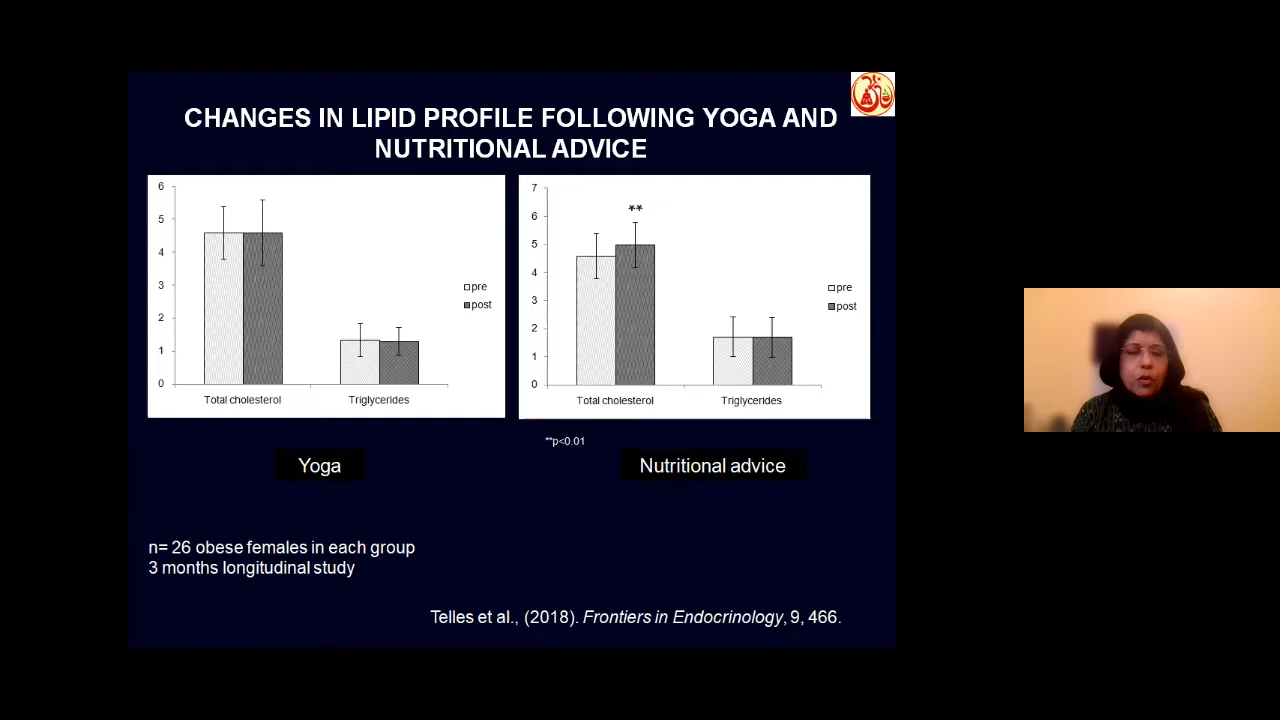 CHANGES IN LIPID PROFILE FOLLOWING YOGA AND
NUTRITIONAL ADVICE
6
5
4
3
2
1
0
Total cholesterol
Triglycerides
pre
post
7
6
5
4
3
2
1
0
**
Total cholesterol
Triglycerides
pre
post
**p<0.01
Yoga
Nutritional advice
n= 26 obese females in each group
3 months longitudinal study
Telles et al., (2018). Frontiers in Endocrinology, 9, 466.